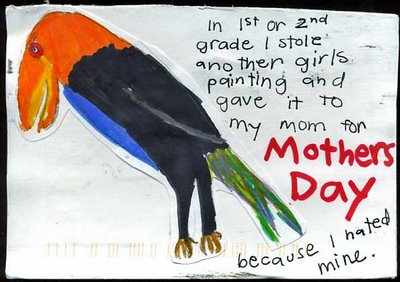 In 1st or 2nd
grade I stole
another girls
painting and
gave it to
my mom for
Mothers
Day
because I hated
mine.